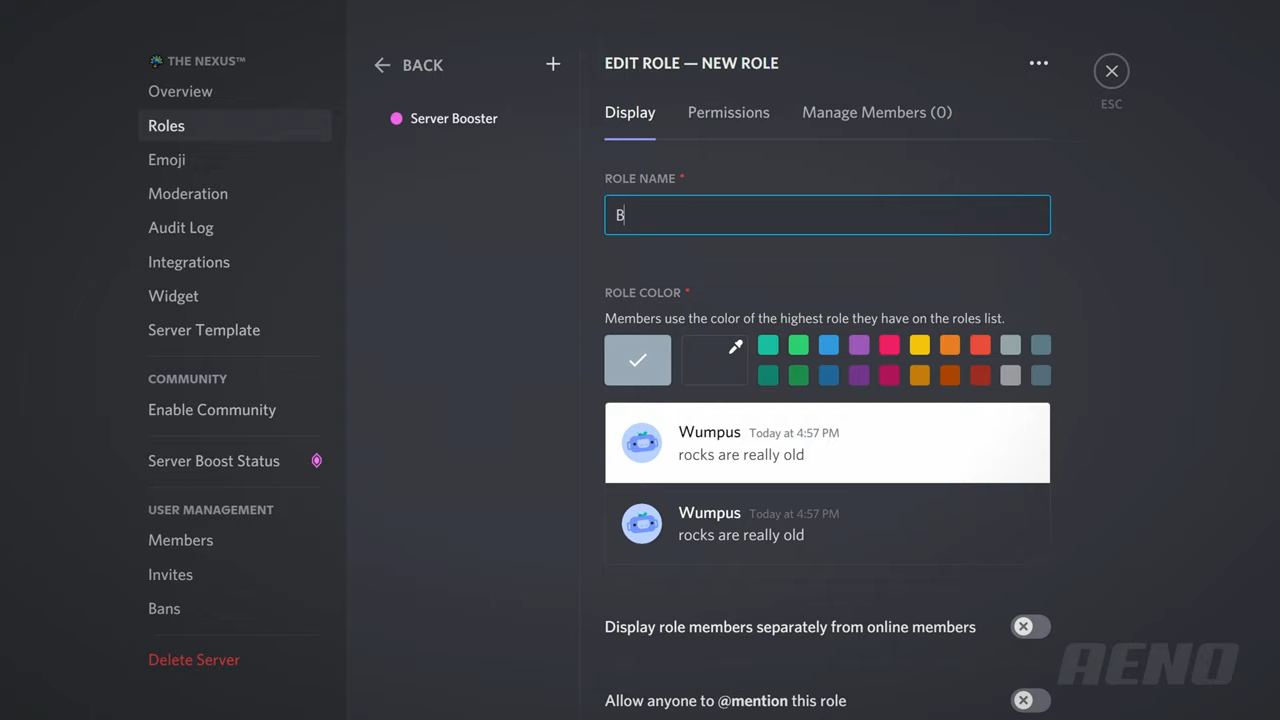 THE NEXUS™
Overview
Roles
Emoji
Moderation
Audit Log
Integrations
Widget
Server Template
COMMUNITY
Enable Community
Server Boost Status
USER MANAGEMENT
Members
Invites
Bans
Delete Server
BACK
Server Booster
EDIT ROLE — NEW ROLE
ESC
Display Permissions Manage Members (0)
ROLE NAME *
B
ROLE COLOR *
Members use the color of the highest role they have on the roles list.
Wumpus Today at 4:57 PM
rocks are really old
Wumpus Today at 4:57 PM
rocks are really old
Display role members separately from online members
Allow anyone to @mention this role
AENO